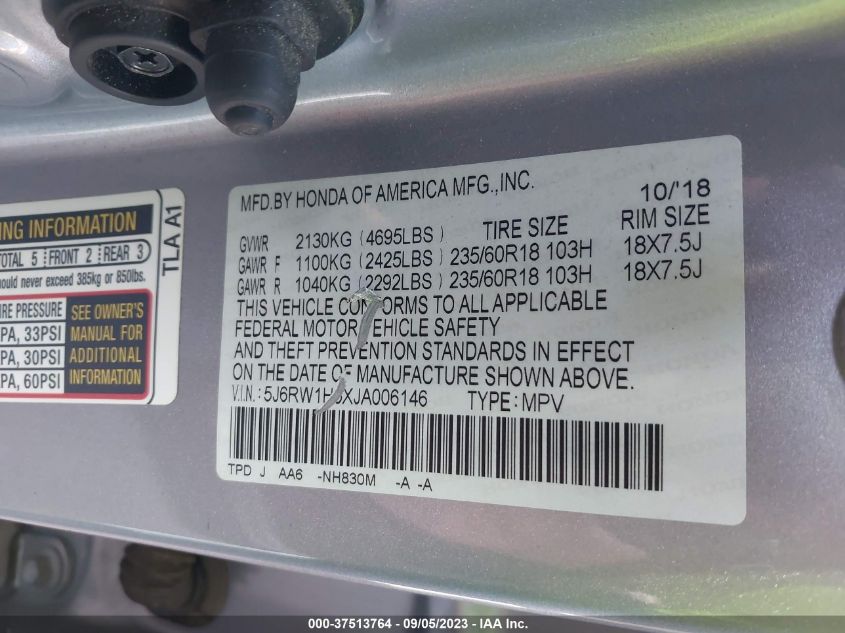 MFD.BY HONDA OF AMERICA MFG.,INC. 10/'18
GVWR 2130KG (4695LBS) TIRE SIZE RIM SIZE
GAWR F 1100KG (2425LBS) 235/60R18 103H 18X7.5J
GAWR R 1040KG (2292LBS) 235/60R18 103H 18X7.5J
THIS VEHICLE CONFORMS TO ALL APPLICABLE
FEDERAL MOTOR VEHICLE SAFETY
AND THEFT PREVENTION STANDARDS IN EFFECT
ON THE DATE OF MANUFACTURE SHOWN ABOVE.
V.I.N.: 5J6RW1H5XJA006146 TYPE: MPV
TPD J AA6 -NH830M -A -A
ING INFORMATION
TOTAL 5 FRONT 2 REAR 3
should never exceed 385kg or 850lbs.
PRESSURE
PA, 33PSI
PA, 30PSI
PA, 60PSI
SEE OWNER'S
MANUAL FOR
ADDITIONAL
INFORMATION
TLA A1
000-37513764 - 09/05/2023 - IAA Inc.